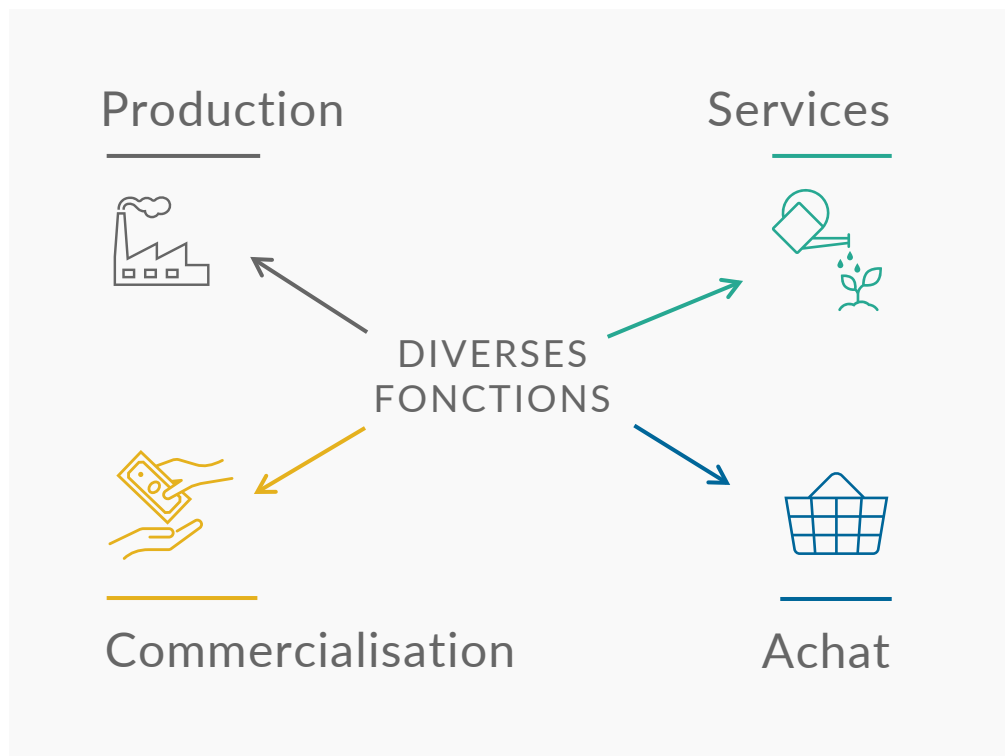 Production
Services
DIVERSES
FONCTIONS
Commercialisation
Achat